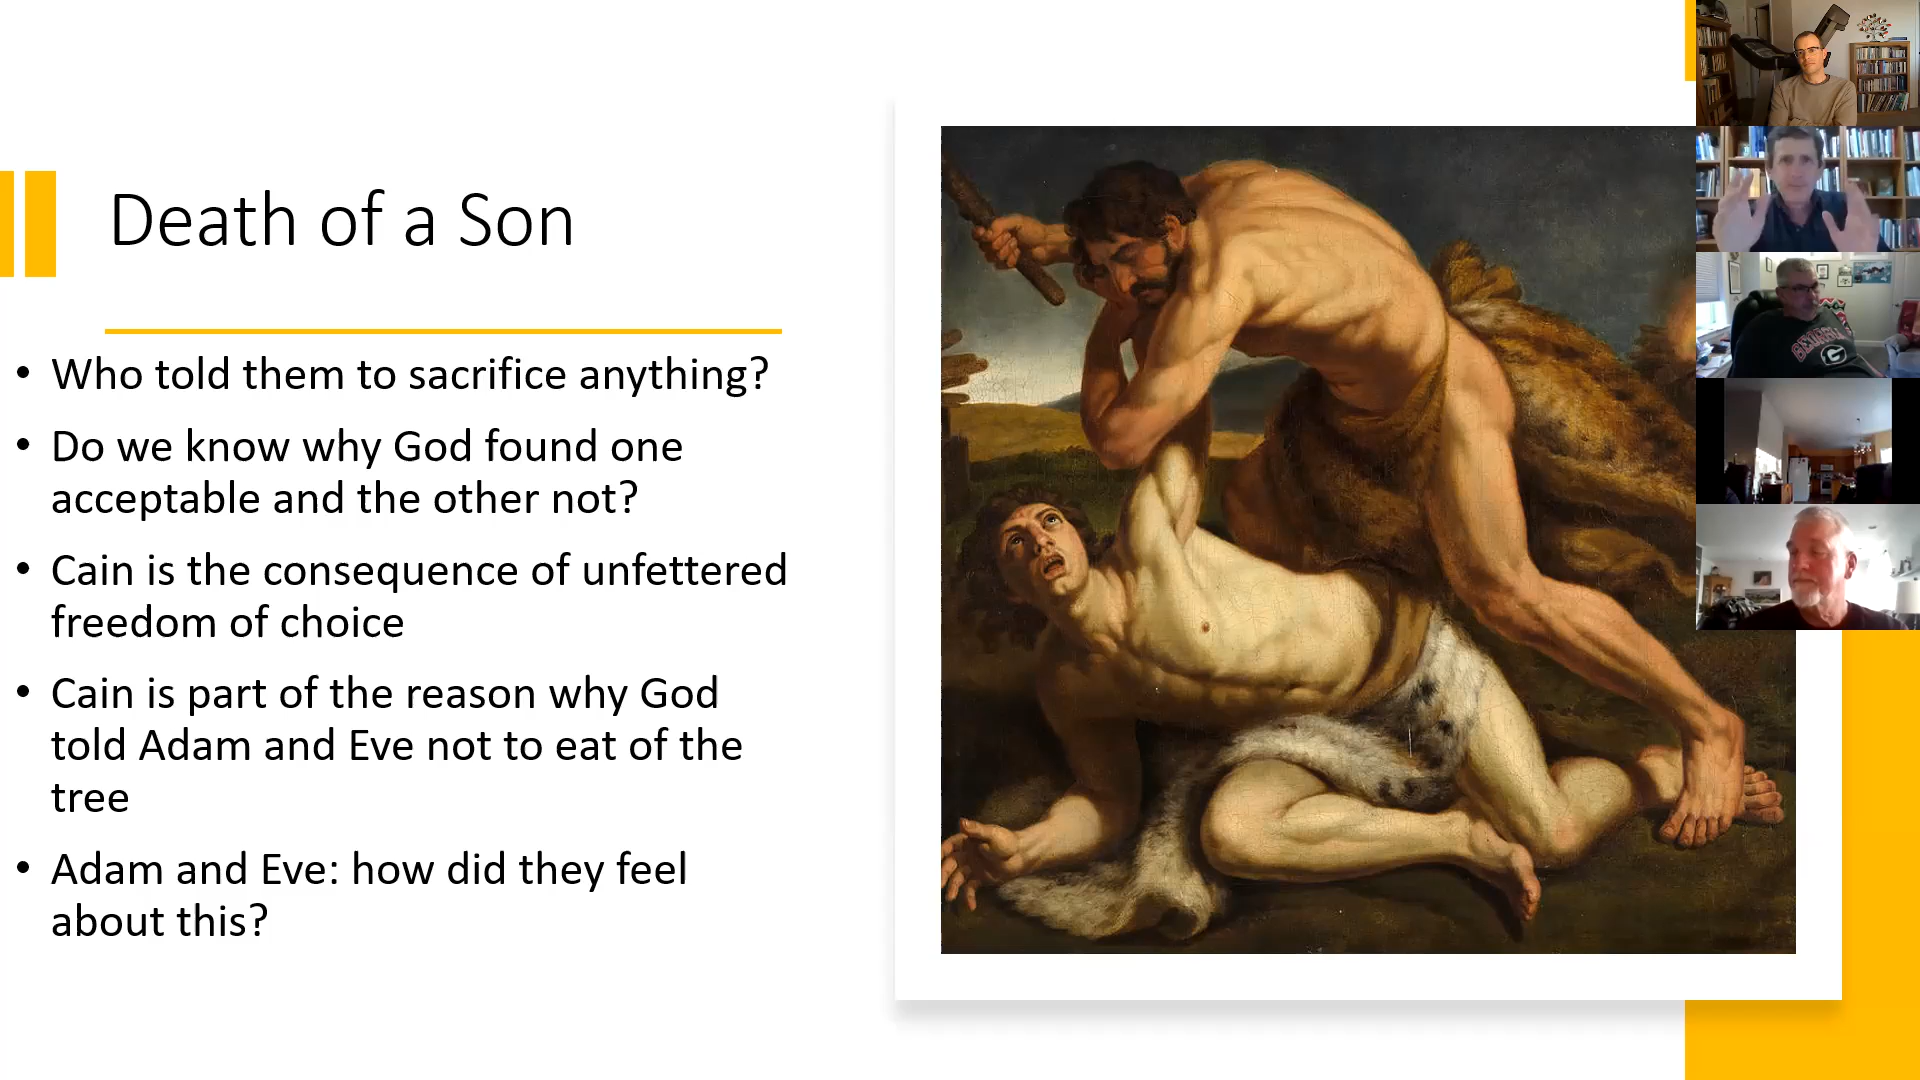 Death of a Son
• Who told them to sacrifice anything?
• Do we know why God found one
acceptable and the other not?
• Cain is the consequence of unfettered
freedom of choice
• Cain is part of the reason why God
told Adam and Eve not to eat of the
tree
• Adam and Eve: how did they feel
about this?
GEORGIA
G